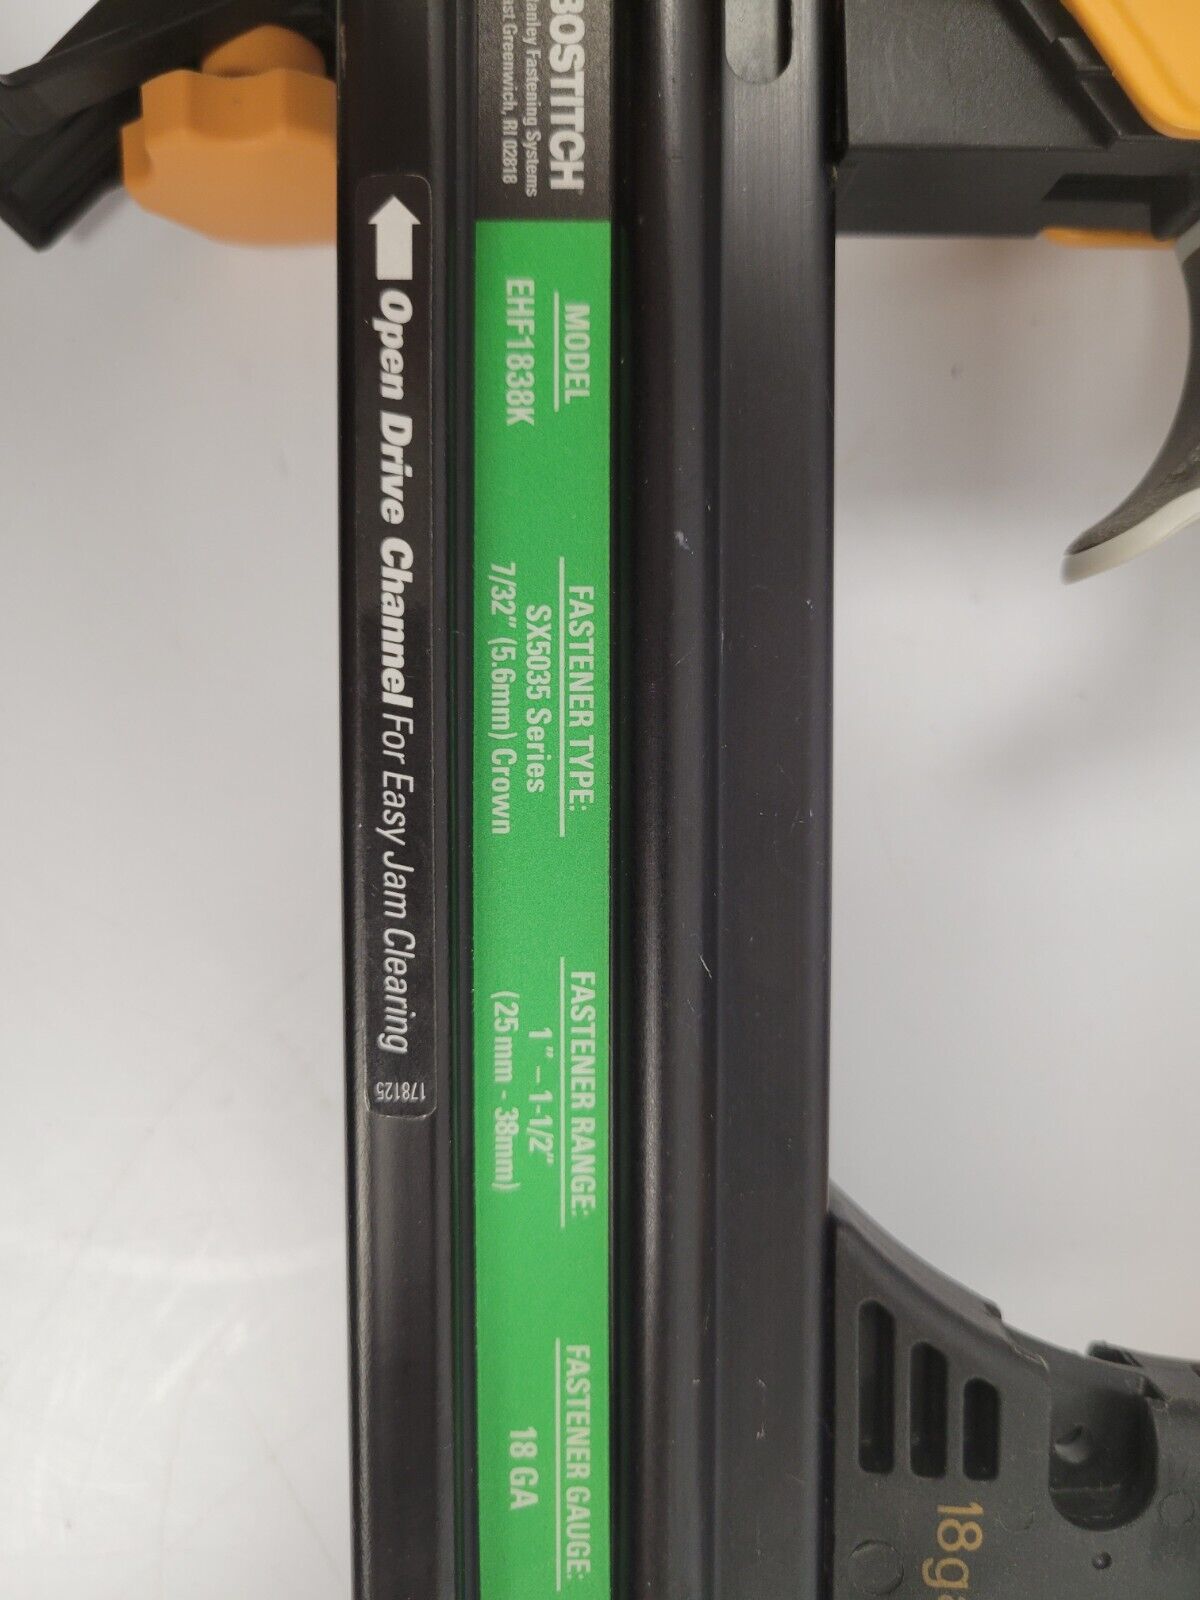 BOSTITCH
Stanley Fastening Systems
East Greenwich, RI 02818
MODEL
EHF1838K
FASTENER TYPE:
SX5035 Series
7/32" (5.6mm) Crown
FASTENER RANGE:
1" – 1-1/2"
(25mm - 38mm)
FASTENER GAUGE:
18 GA
Open Drive Channel For Easy Jam Clearing
178125
18ga